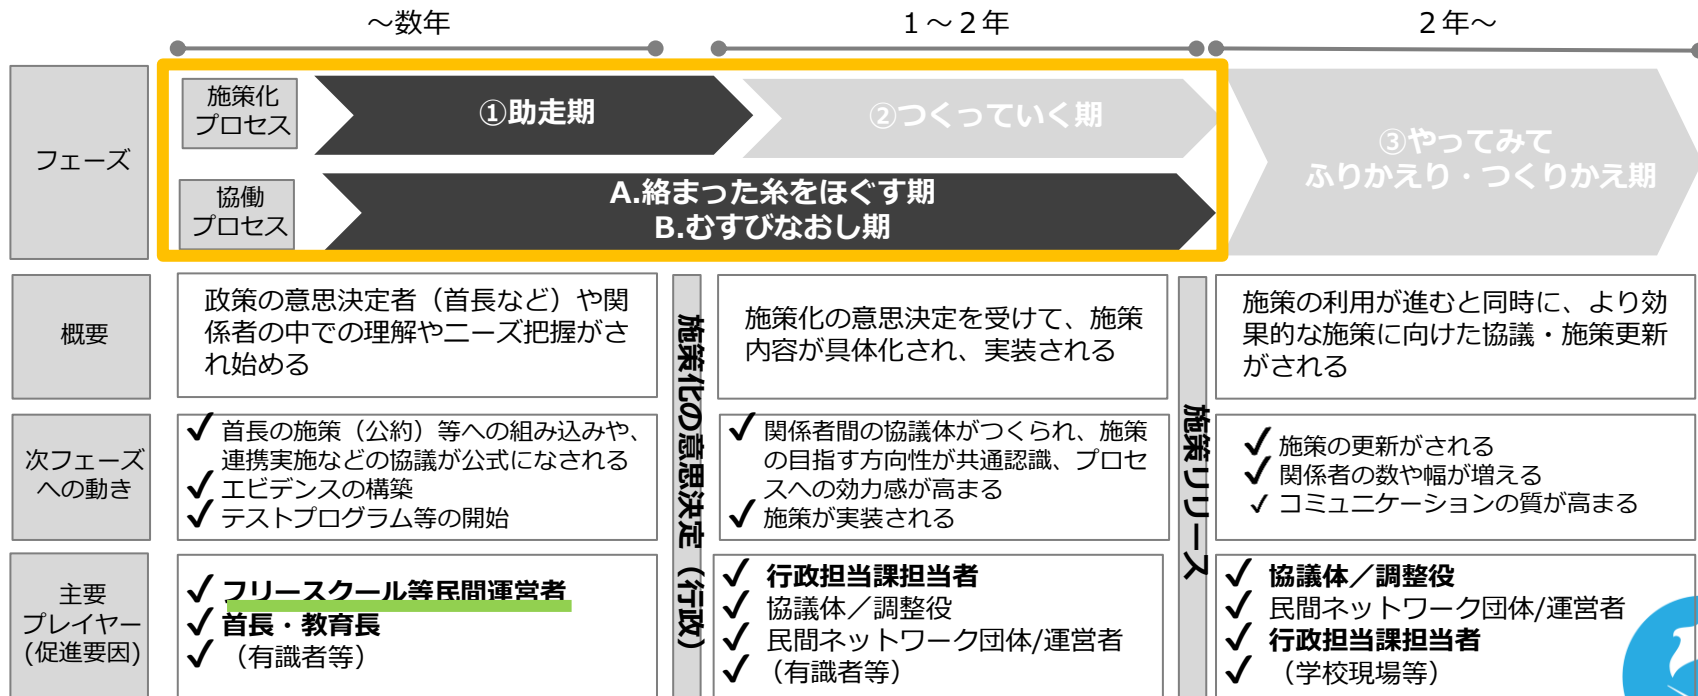 ～数年
１～２年
２年～
フェーズ
施策化
プロセス
①助走期
②つくっていく期
③やってみて
ふりかえり・つくりかえ期
協働
プロセス
A.絡まった糸をほぐす期
B.むすびなおし期
概要
政策の意思決定者（首長など）や関
係者の中での理解やニーズ把握がさ
れ始める
施策化の意思決定（行政）
施策化の意思決定を受けて、施策
内容が具体化され、実装される
施策リリース
施策の利用が進むと同時に、より効
果的な施策に向けた協議・施策更新
がされる
次フェーズ
への動き
✓ 首長の施策（公約）等への組み込みや、
連携実施などの協議が公式になされる
✓ エビデンスの構築
✓ テストプログラム等の開始
✓ 関係者間の協議体がつくられ、施策
の目指す方向性が共通認識、プロセ
スへの効力感が高まる
✓ 施策が実装される
✓ 施策の更新がされる
✓ 関係者の数や幅が増える
✓ コミュニケーションの質が高まる
主要
プレイヤー
(促進要因)
✓ フリースクール等民間運営者
✓ 首長・教育長
✓ （有識者等）
✓ 行政担当課担当者
✓ 協議体／調整役
✓ 民間ネットワーク団体/運営者
✓ （有識者等）
✓ 協議体／調整役
✓ 民間ネットワーク団体/運営者
✓ 行政担当課担当者
✓ （学校現場等）